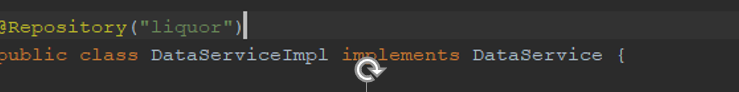 @Repository("liquor")
public class DataServiceImpl implements DataService {